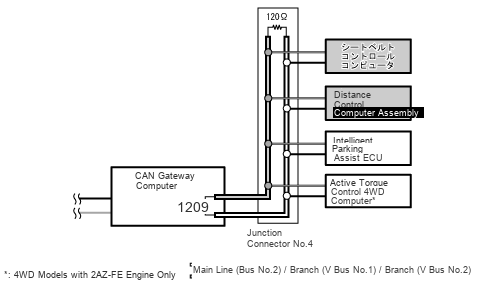 120Ω
シートベルト
コントロール
コンピュータ
Distance
Control
Computer Assembly
Intelligent
Parking
Assist ECU
CAN Gateway
Computer
1209
Active Torque
Control 4WD
Computer*
Junction
Connector No.4
*: 4WD Models with 2AZ-FE Engine Only
Main Line (Bus No.2) / Branch (V Bus No.1) / Branch (V Bus No.2)